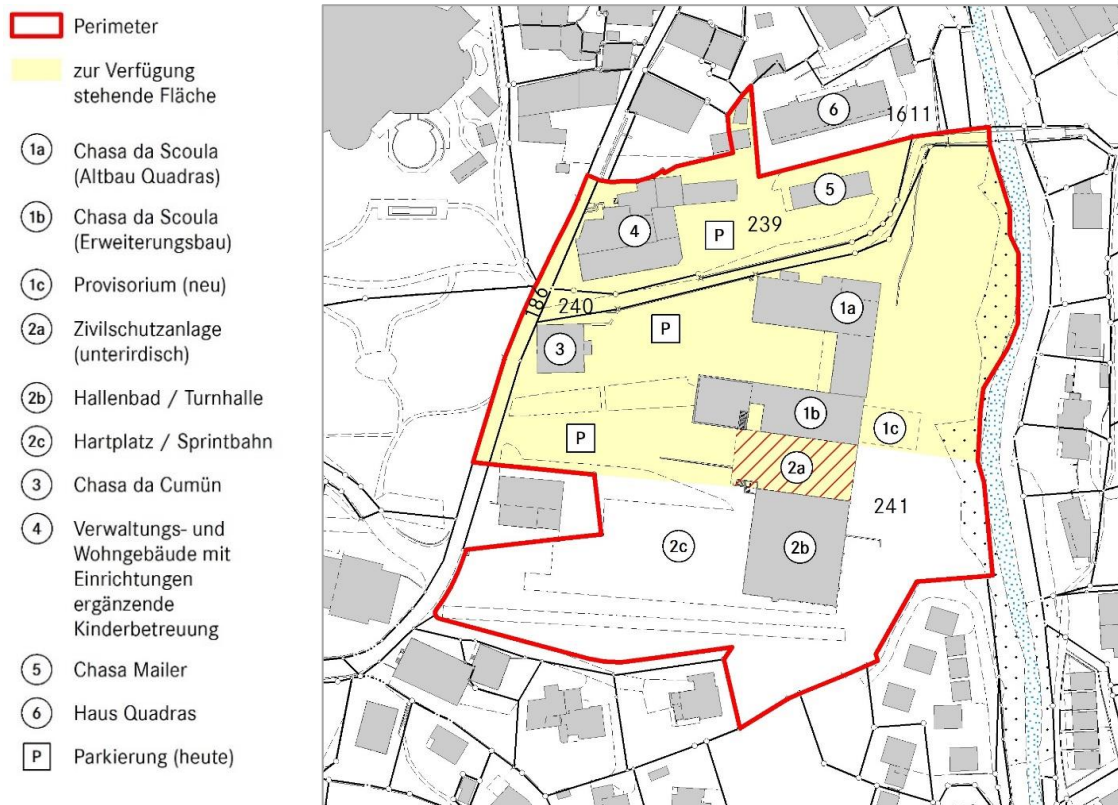 Perimeter
zur Verfügung
stehende Fläche
1a Chasa da Scoula
(Altbau Quadras)
1b Chasa da Scoula
(Erweiterungsbau)
1c Provisorium (neu)
2a Zivilschutzanlage
(unterirdisch)
2b Hallenbad / Turnhalle
2c Hartplatz / Sprintbahn
3 Chasa da Cumün
4 Verwaltungs- und
Wohngebäude mit
Einrichtungen
ergänzende
Kinderbetreuung
5 Chasa Mailer
6 Haus Quadras
P Parkierung (heute)
6
1611
5
4
P
239
186
240
1a
3
P
1b
1c
P
2a
241
2c
2b